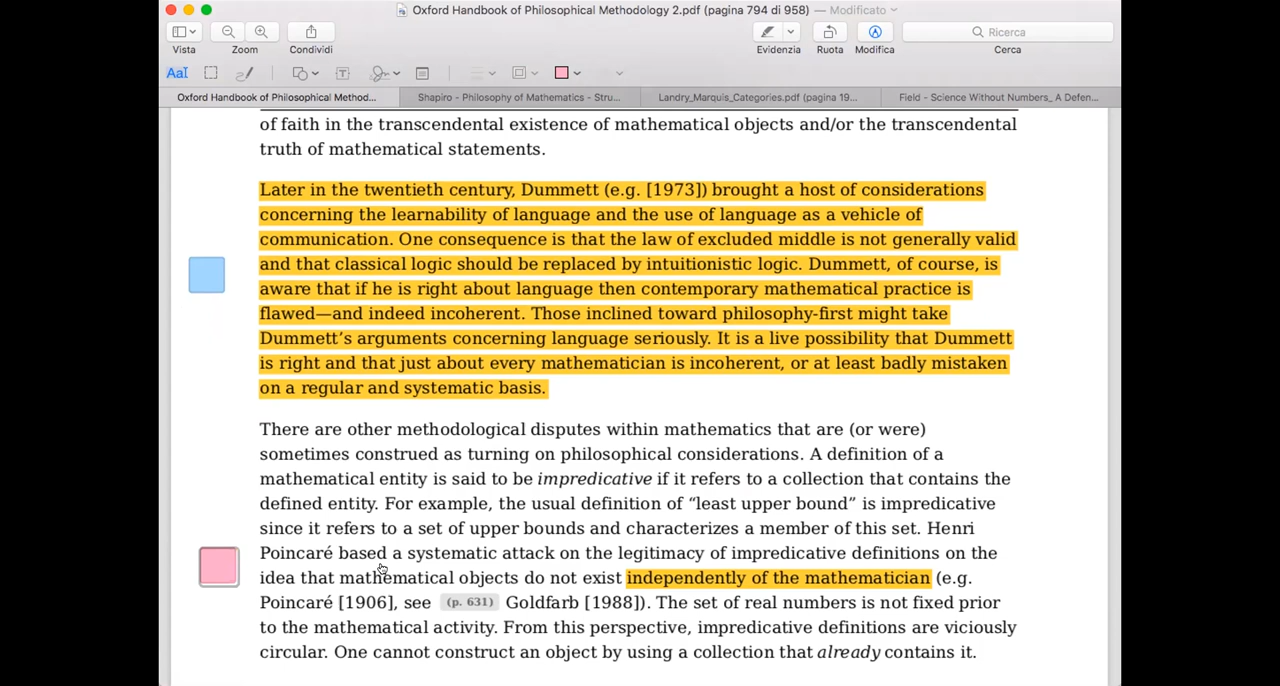 Oxford Handbook of Philosophical Methodology 2.pdf (pagina 794 di 958) — Modificato
Vista
Zoom
Condividi
Evidenzia
Ruota
Modifica
Ricerca
Cerca
AaI
T
Oxford Handbook of Philosophical Method...
Shapiro - Philosophy of Mathematics - Stru...
Landry_Marquis_Categories.pdf (pagina 19...
Field - Science Without Numbers_ A Defen...
of faith in the transcendental existence of mathematical objects and/or the transcendental
truth of mathematical statements.
Later in the twentieth century, Dummett (e.g. [1973]) brought a host of considerations
concerning the learnability of language and the use of language as a vehicle of
communication. One consequence is that the law of excluded middle is not generally valid
and that classical logic should be replaced by intuitionistic logic. Dummett, of course, is
aware that if he is right about language then contemporary mathematical practice is
flawed—and indeed incoherent. Those inclined toward philosophy-first might take
Dummett’s arguments concerning language seriously. It is a live possibility that Dummett
is right and that just about every mathematician is incoherent, or at least badly mistaken
on a regular and systematic basis.
There are other methodological disputes within mathematics that are (or were)
sometimes construed as turning on philosophical considerations. A definition of a
mathematical entity is said to be impredicative if it refers to a collection that contains the
defined entity. For example, the usual definition of “least upper bound” is impredicative
since it refers to a set of upper bounds and characterizes a member of this set. Henri
Poincaré based a systematic attack on the legitimacy of impredicative definitions on the
idea that mathematical objects do not exist independently of the mathematician (e.g.
Poincaré [1906], see (p. 631) Goldfarb [1988]). The set of real numbers is not fixed prior
to the mathematical activity. From this perspective, impredicative definitions are viciously
circular. One cannot construct an object by using a collection that already contains it.